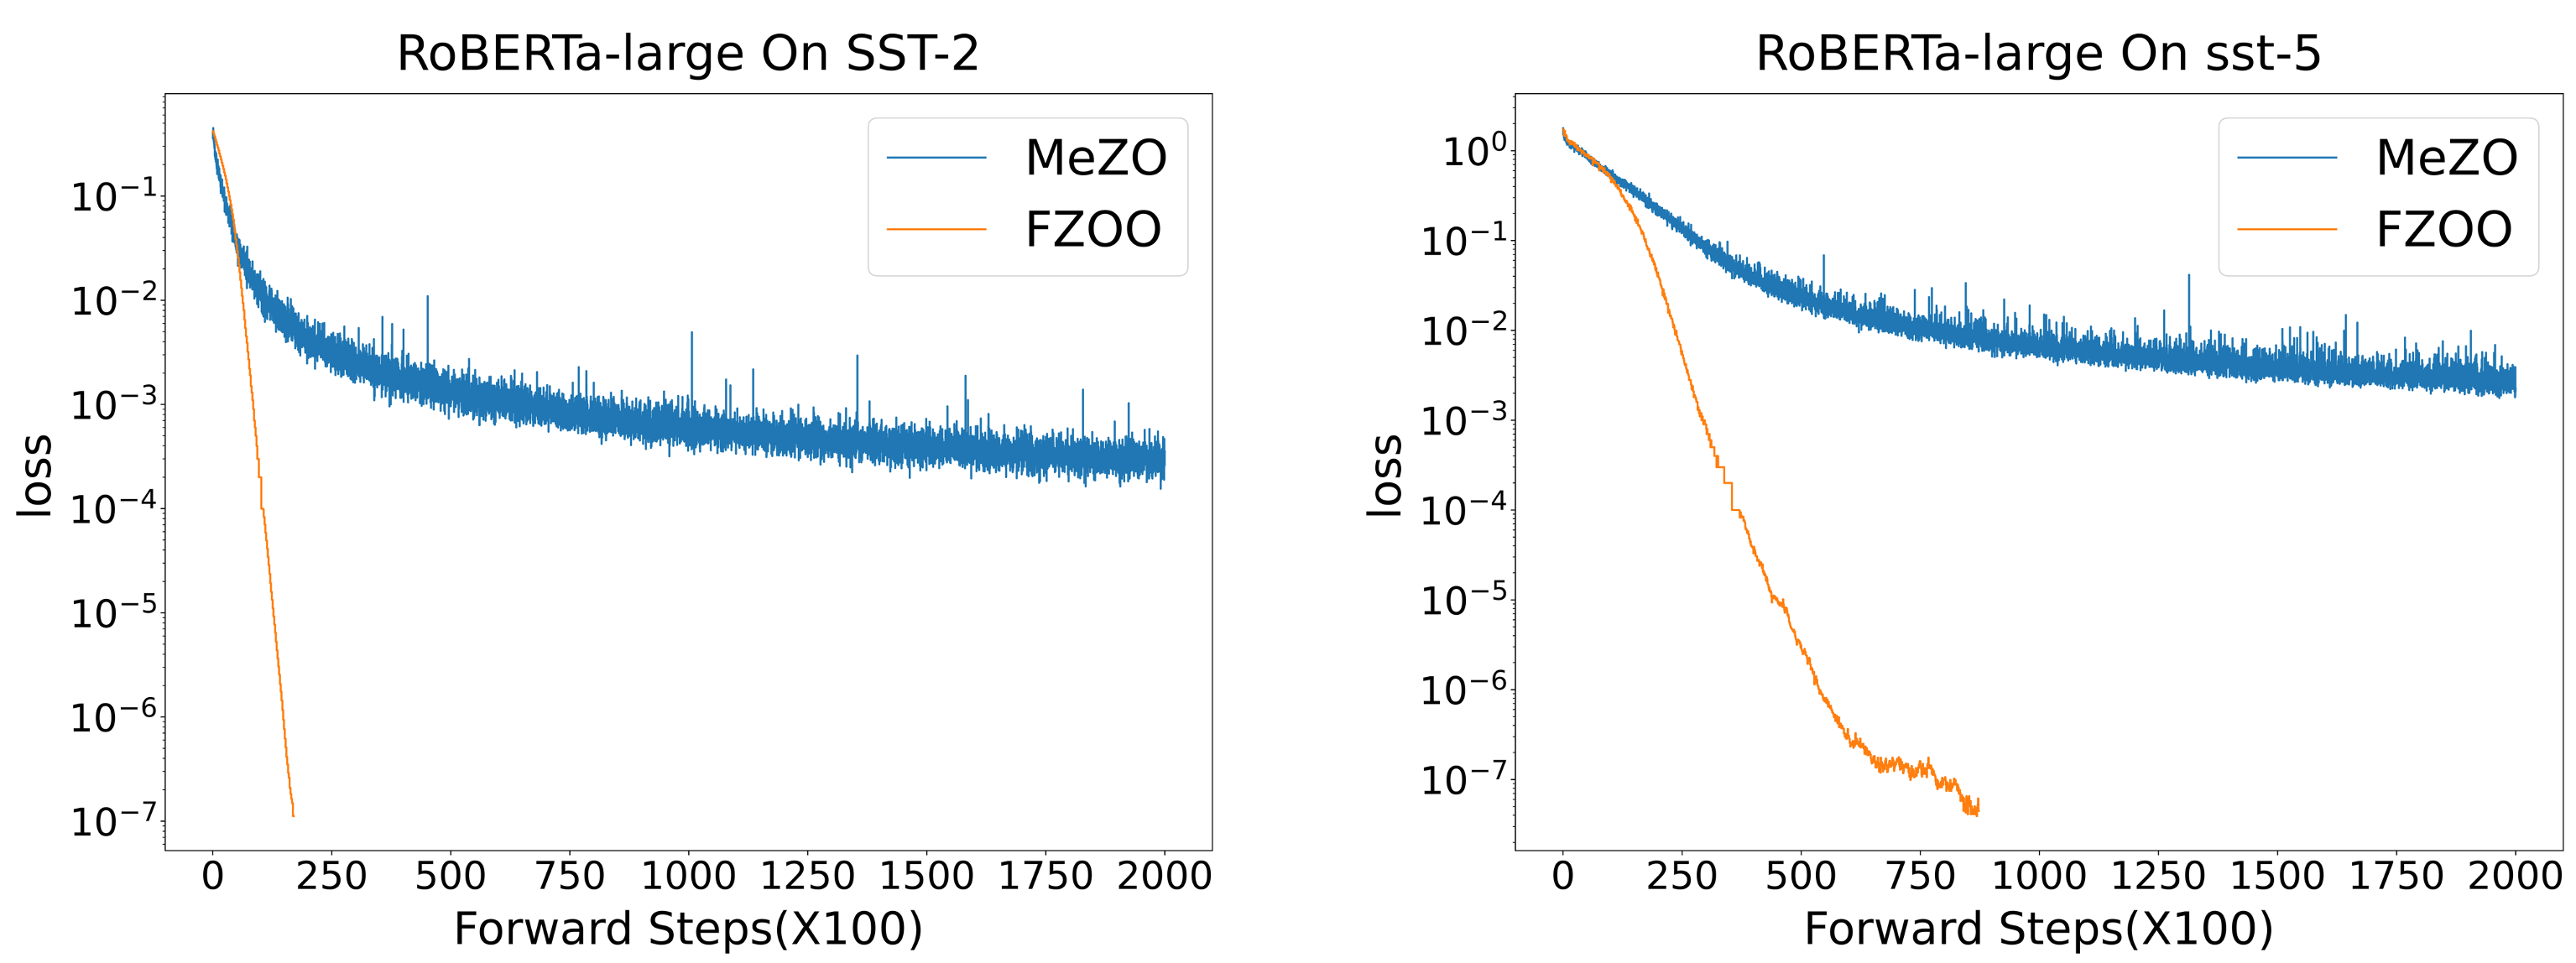 RoBERTa-large On SST-2
MeZO
FZOO
10⁻¹
10⁻²
10⁻³
10⁻⁴
10⁻⁵
10⁻⁶
10⁻⁷
loss
0 250 500 750 1000 1250 1500 1750 2000
Forward Steps(X100)
RoBERTa-large On sst-5
MeZO
FZOO
10⁰
10⁻¹
10⁻²
10⁻³
10⁻⁴
10⁻⁵
10⁻⁶
10⁻⁷
loss
0 250 500 750 1000 1250 1500 1750 2000
Forward Steps(X100)